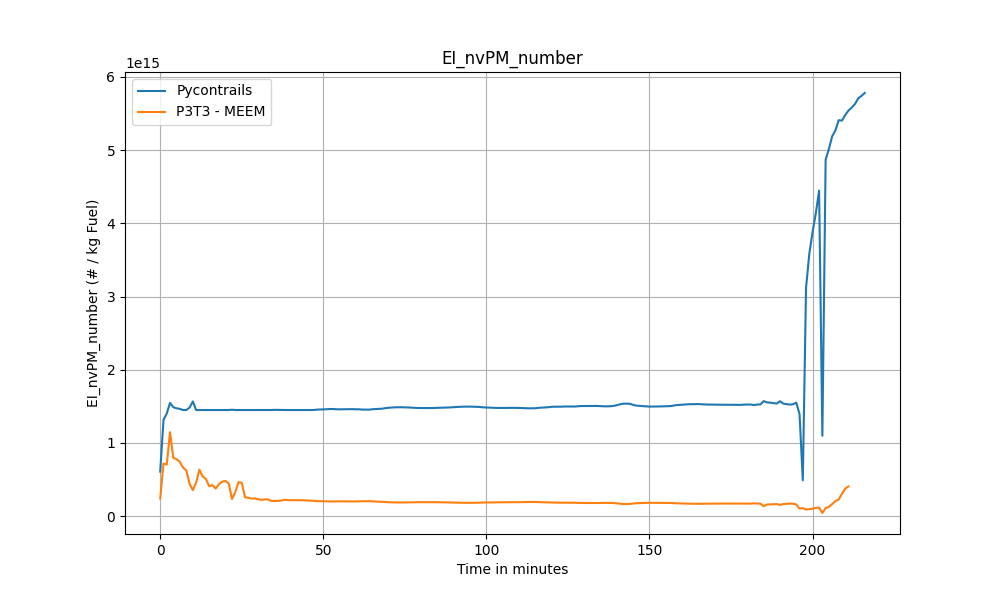 EI_nvPM_number
1e15
Pycontrails
P3T3 - MEEM
6
5
4
3
2
1
0
EI_nvPM_number (# / kg Fuel)
0 50 100 150 200
Time in minutes